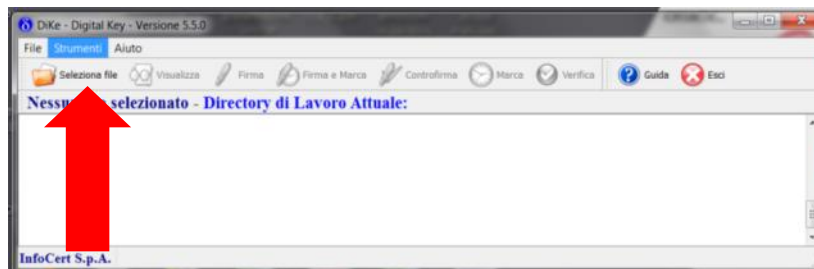 DiKe - Digital Key - Versione 5.5.0
File Strumenti Aiuto
Seleziona file Visualizza Firma Firma e Marca Controfirma Marca Verifica Guida Esci
selezionato - Directory di Lavoro Attuale:
InfoCert S.p.A.